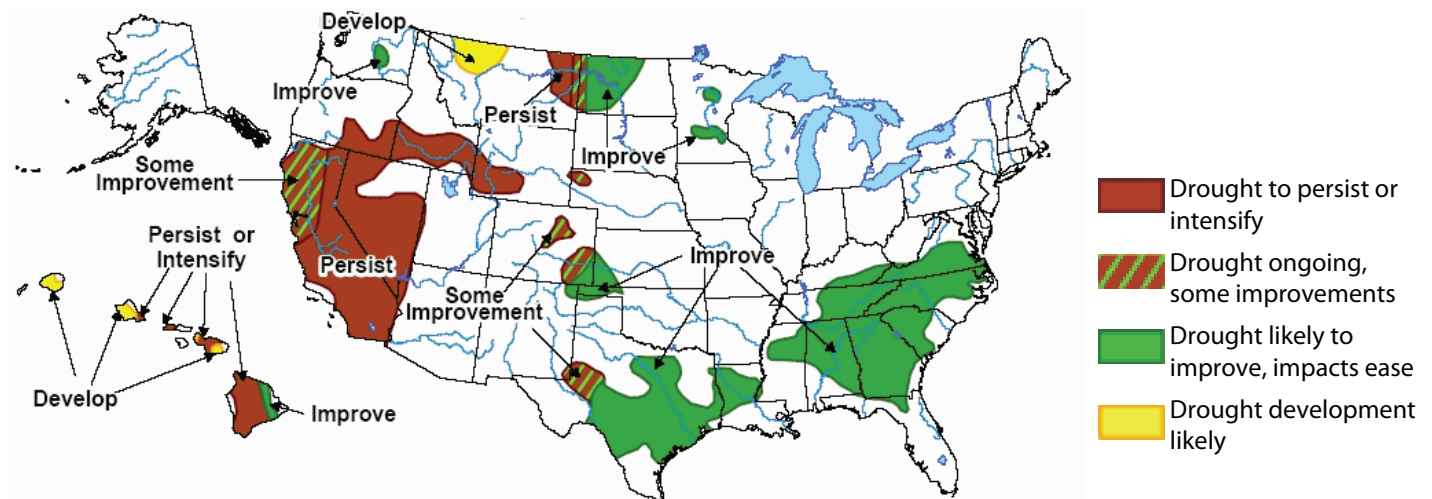 Develop
Improve
Persist
Improve
Some
Improvement
Persist or
Intensify
Persist
Improve
Some
Improvement
Develop
Improve
Drought to persist or
intensify
Drought ongoing,
some improvements
Drought likely to
improve, impacts ease
Drought development
likely